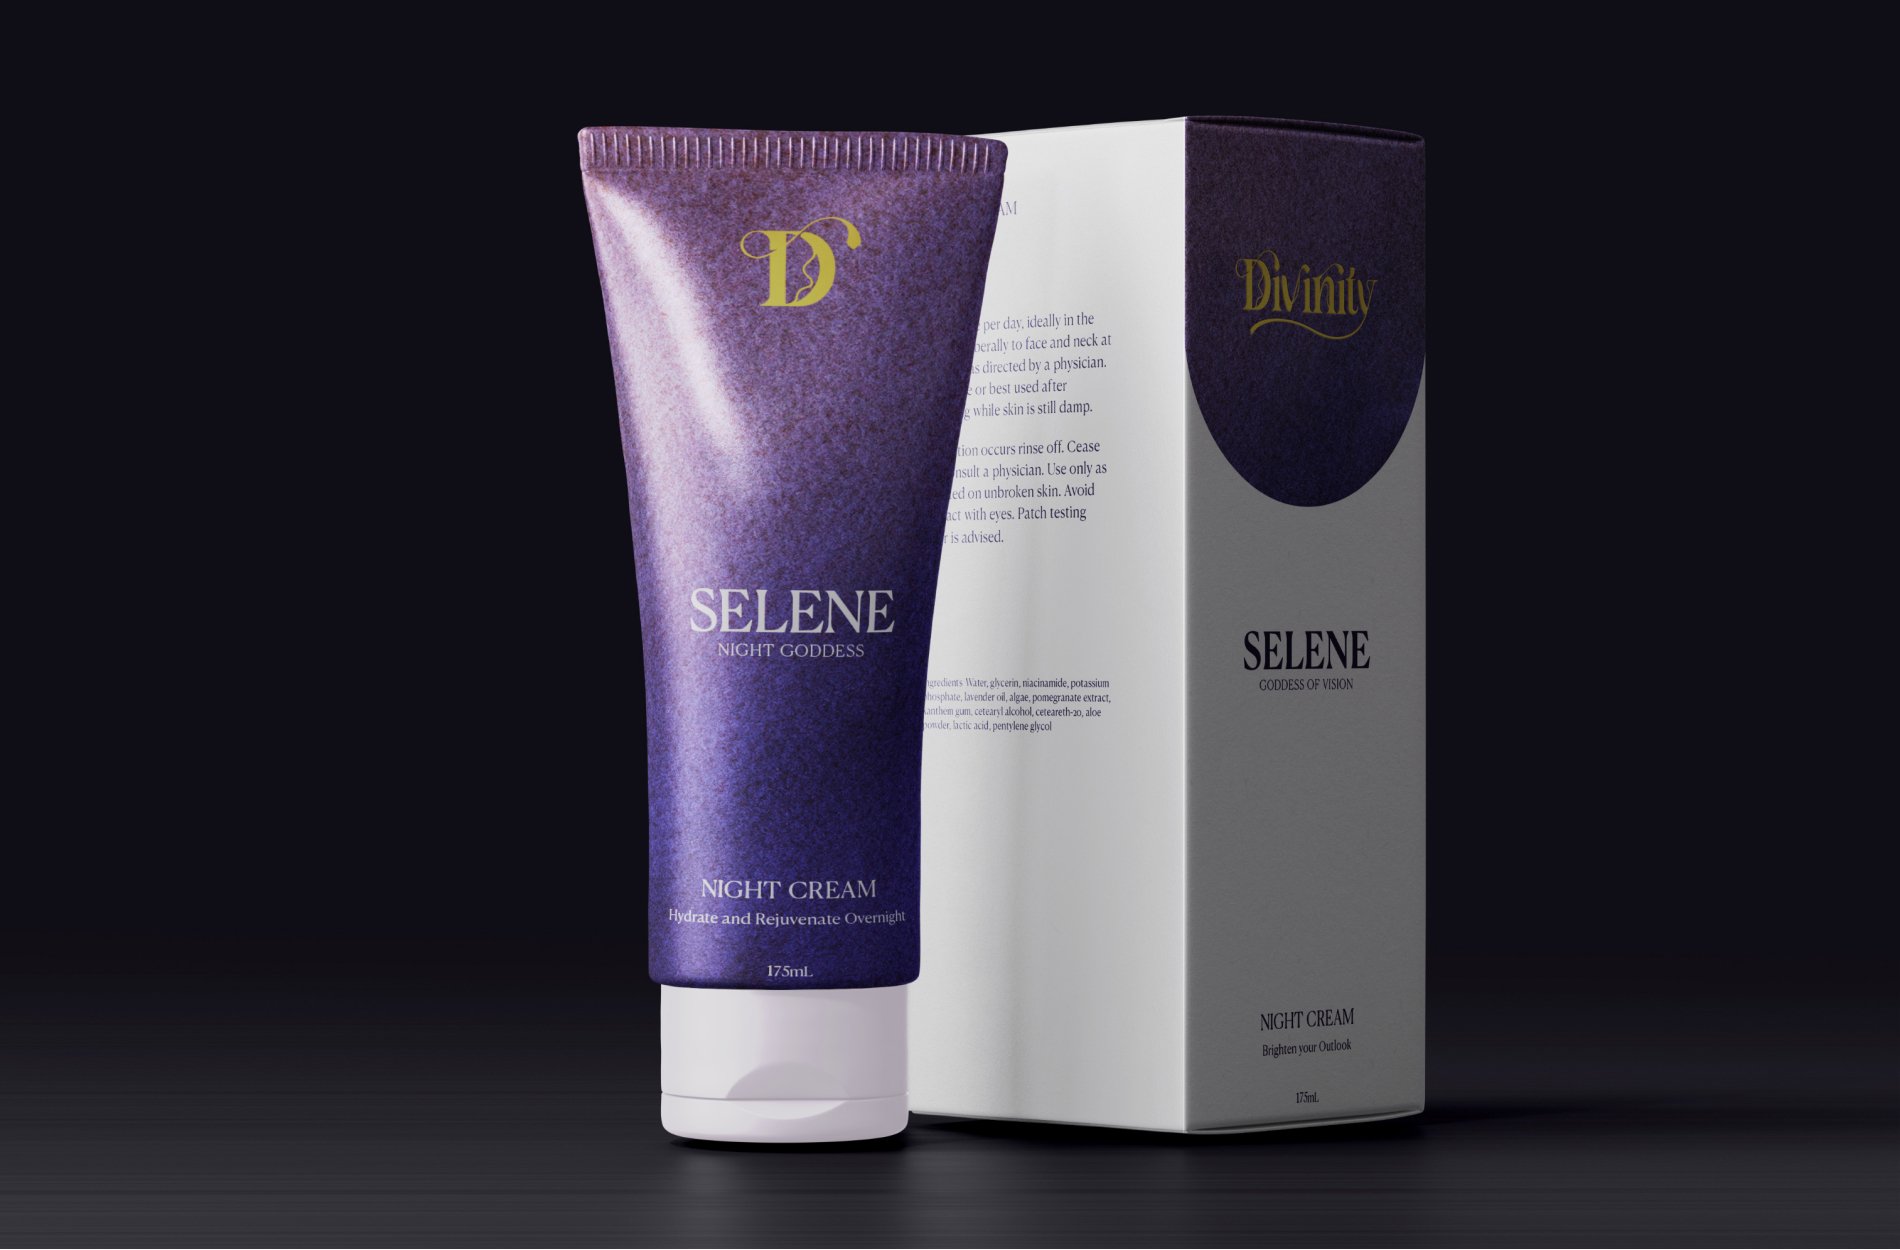 D
SELENE
NIGHT GODDESS
NIGHT CREAM
Hydrate and Rejuvenate Overnight
175mL
AM
per day, ideally in the
berally to face and neck at
as directed by a physician.
or best used after
g while skin is still damp.
tion occurs rinse off. Cease
nsult a physician. Use only as
ed on unbroken skin. Avoid
act with eyes. Patch testing
r is advised.
ngredients Water, glycerin, niacinamide, potassium
phosphate, lavender oil, algae, pomegranate extract,
xanthem gum, cetearyl alcohol, ceteareth-20, aloe
powder, lactic acid, pentylene glycol
Divinity
SELENE
GODDESS OF VISION
NIGHT CREAM
Brighten your Outlook
175mL